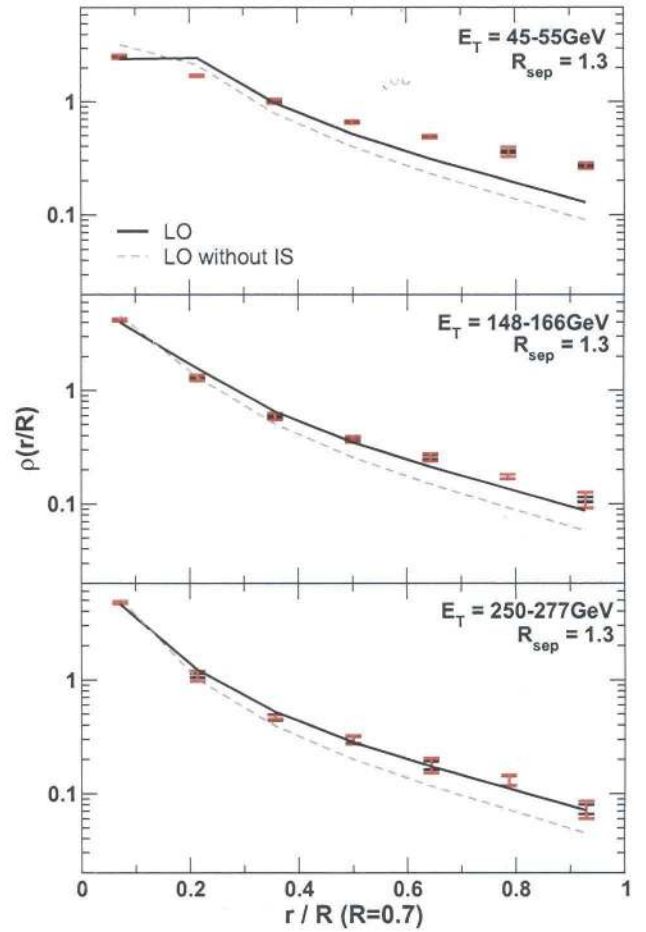 E_T = 45-55GeV
R_sep = 1.3
1
0.1
LO
LO without IS
E_T = 148-166GeV
R_sep = 1.3
1
ρ(r/R)
0.1
E_T = 250-277GeV
R_sep = 1.3
1
0.1
0 0.2 0.4 0.6 0.8 1
r / R (R=0.7)